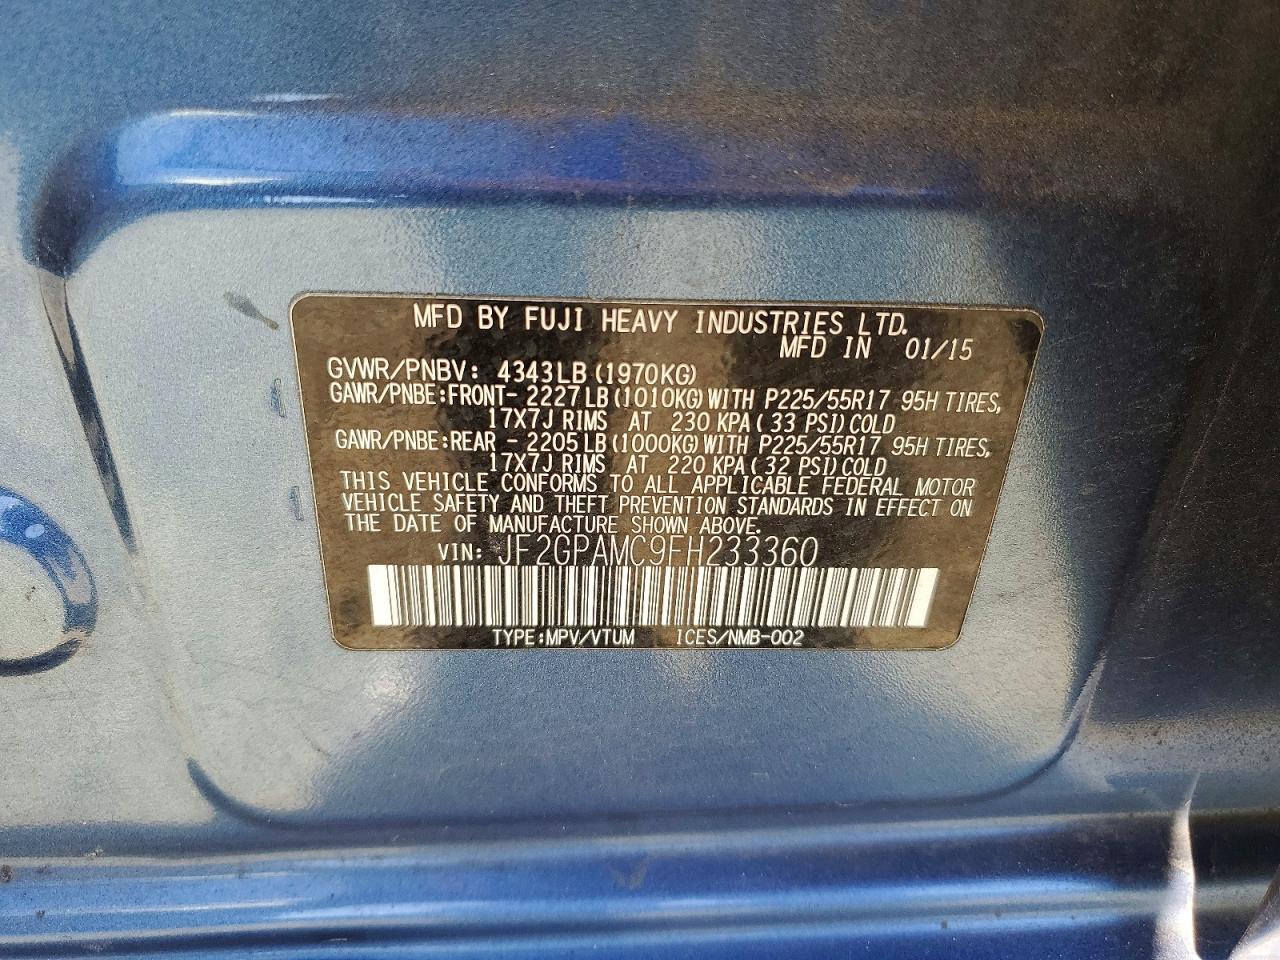 MFD BY FUJI HEAVY INDUSTRIES LTD.
MFD IN 01/15
GVWR/PNBV: 4343LB(1970KG)
GAWR/PNBE:FRONT- 2227LB(1010KG)WITH P225/55R17 95H TIRES,
17X7J RIMS AT 230 KPA(33 PSI)COLD
GAWR/PNBE:REAR - 2205LB(1000KG)WITH P225/55R17 95H TIRES,
17X7J RIMS AT 220 KPA(32 PSI)COLD
THIS VEHICLE CONFORMS TO ALL APPLICABLE FEDERAL MOTOR
VEHICLE SAFETY AND THEFT PREVENTION STANDARDS IN EFFECT ON
THE DATE OF MANUFACTURE SHOWN ABOVE.
VIN: JF2GPAMC9FH233360
TYPE:MPV/VTUM ICES/NMB-002